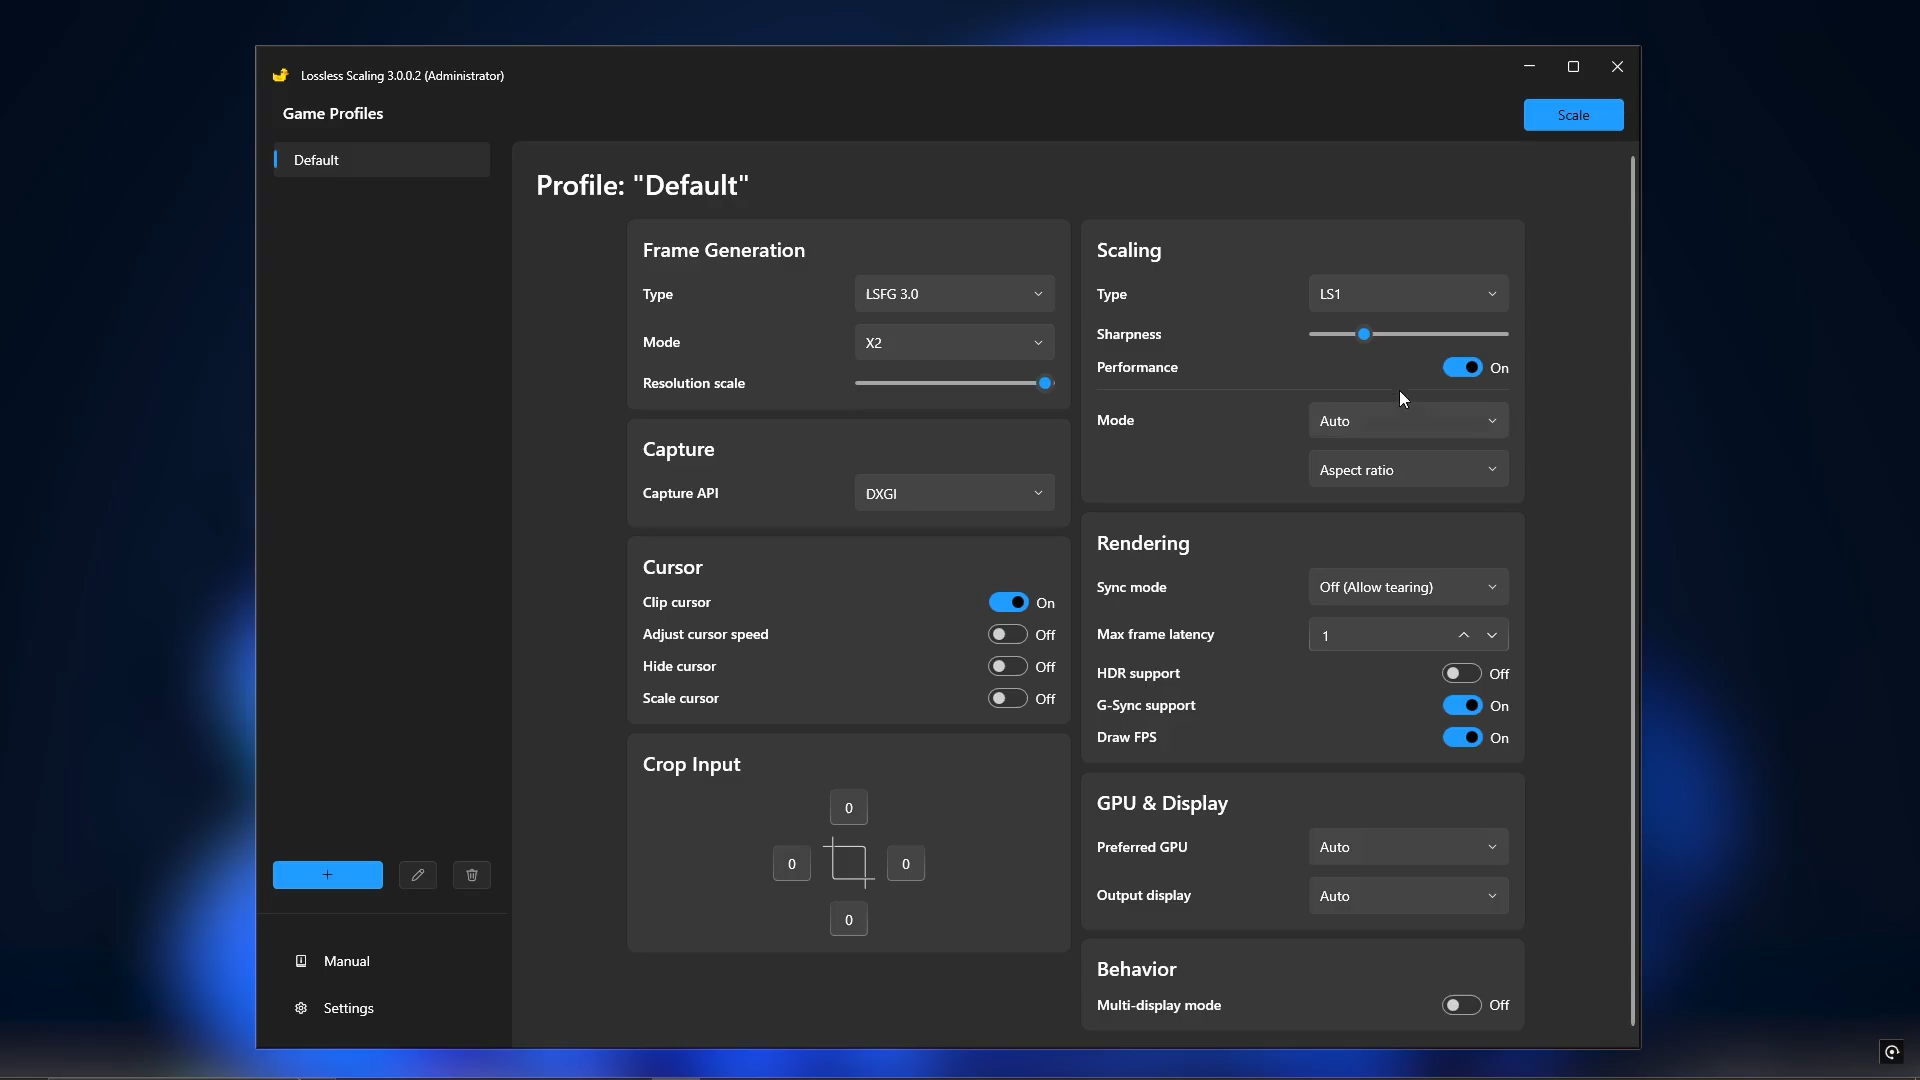 Lossless Scaling 3.0.0.2 (Administrator)
Game Profiles
Scale
Default
Profile: "Default"
Frame Generation
Type
LSFG 3.0
Mode
X2
Resolution scale
Capture
Capture API
DXGI
Cursor
Clip cursor
On
Adjust cursor speed
Off
Hide cursor
Off
Scale cursor
Off
Crop Input
0
0
0
0
Scaling
Type
LS1
Sharpness
Performance
On
Mode
Auto
Aspect ratio
Rendering
Sync mode
Off (Allow tearing)
Max frame latency
1
HDR support
Off
G-Sync support
On
Draw FPS
On
GPU & Display
Preferred GPU
Auto
Output display
Auto
Behavior
Multi-display mode
Off
+
Manual
Settings